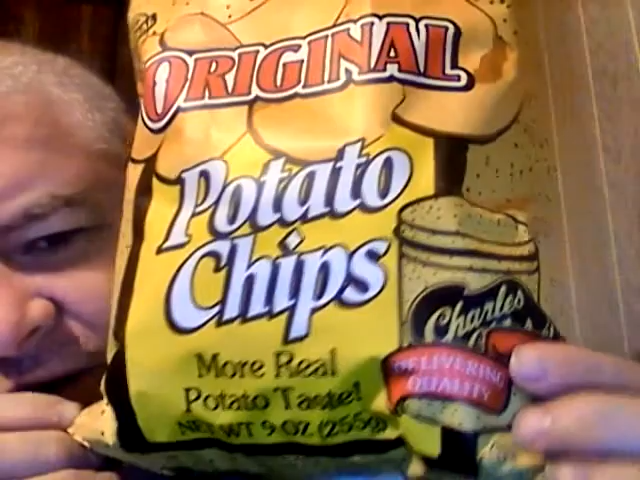 ORIGINAL
Potato
Chips
More Real
Potato Taste!
NET WT 9 OZ (255g)
Charles
DELIVERING
QUALITY